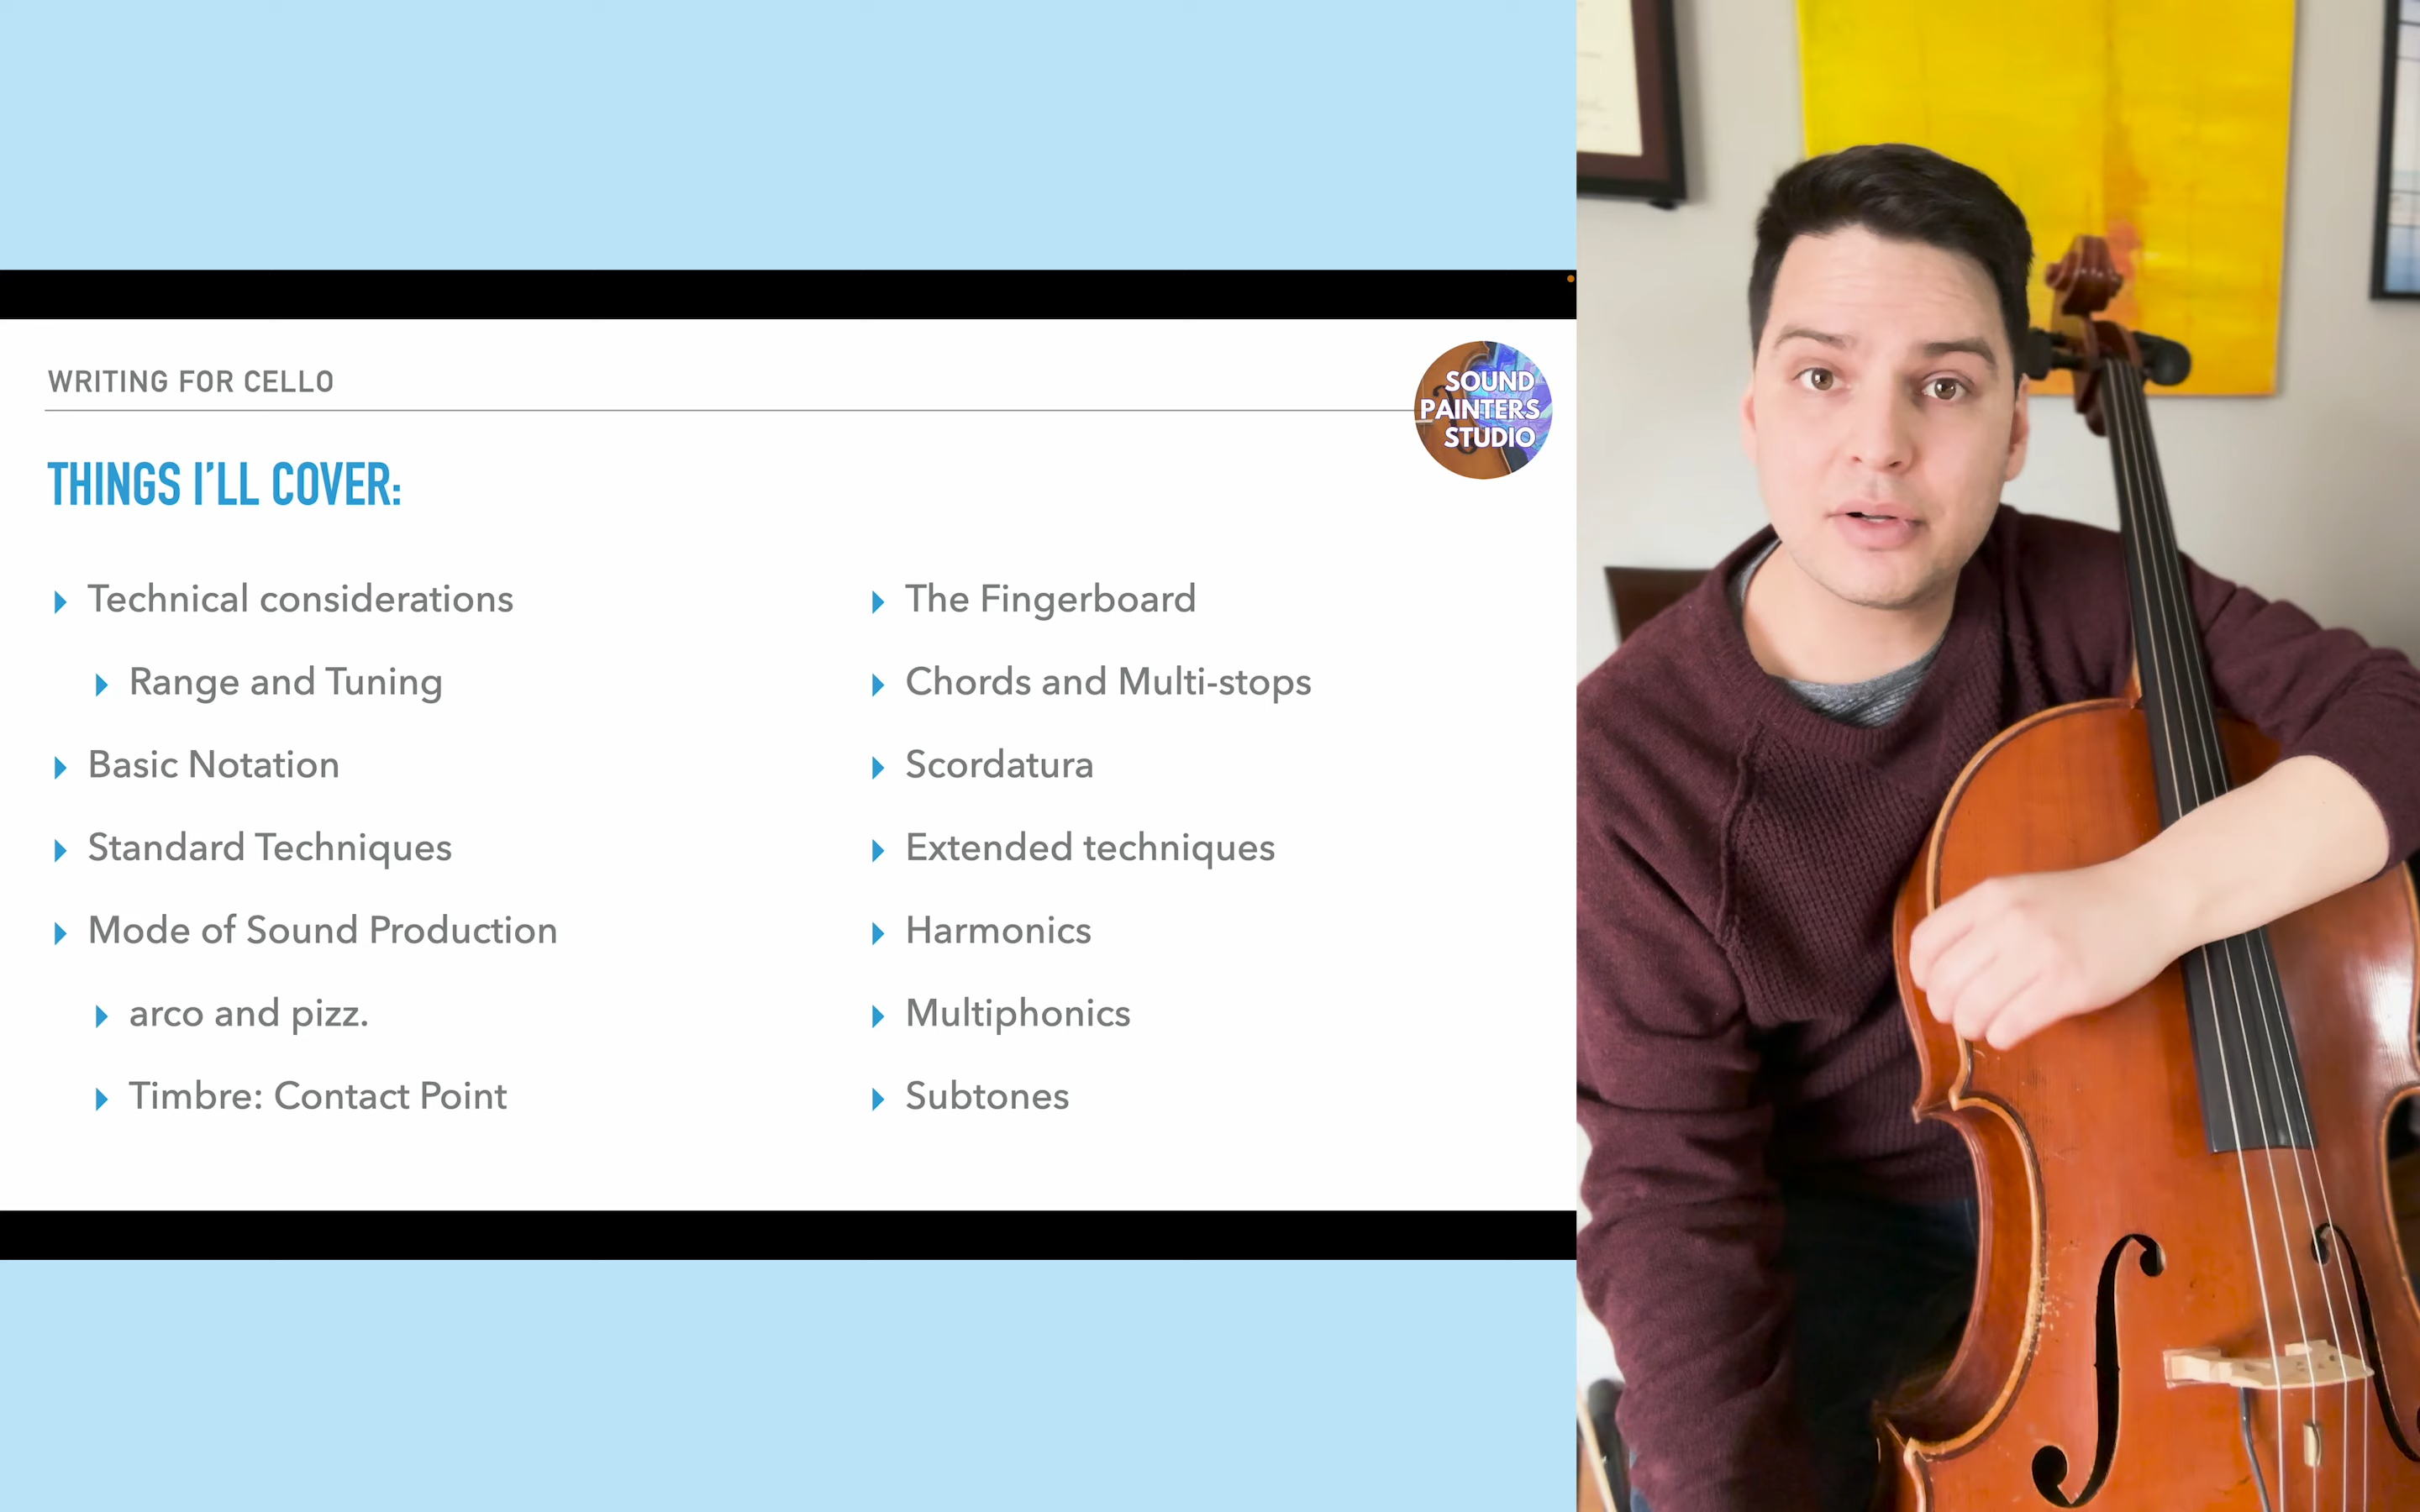 WRITING FOR CELLO
SOUND
PAINTERS
STUDIO
THINGS I'LL COVER:
Technical considerations
Range and Tuning
Basic Notation
Standard Techniques
Mode of Sound Production
arco and pizz.
Timbre: Contact Point
The Fingerboard
Chords and Multi-stops
Scordatura
Extended techniques
Harmonics
Multiphonics
Subtones